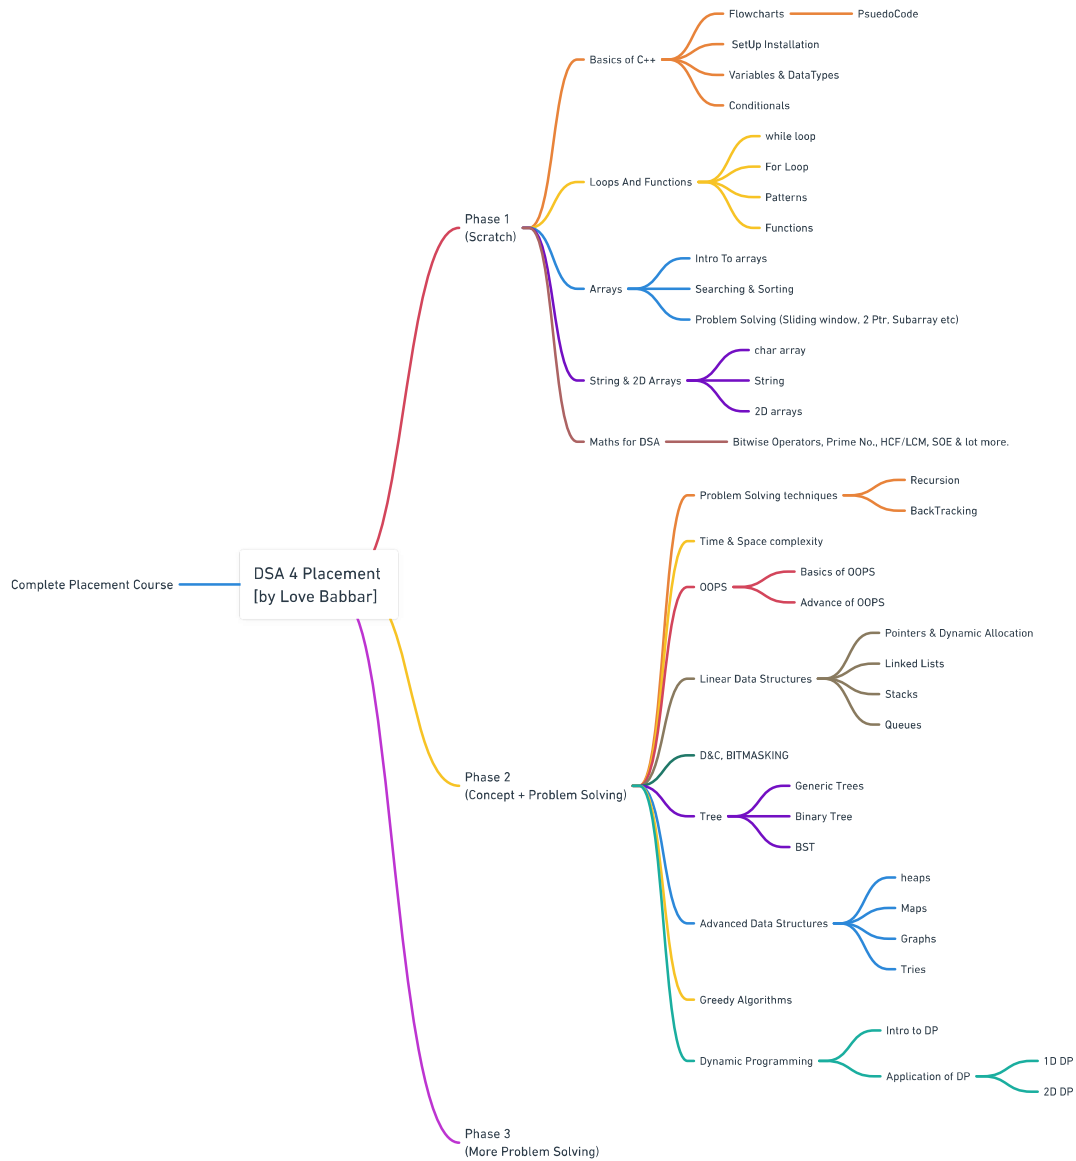 Complete Placement Course
DSA 4 Placement
[by Love Babbar]
Phase 1
(Scratch)
Basics of C++
Flowcharts
PsuedoCode
SetUp Installation
Variables & DataTypes
Conditionals
Loops And Functions
while loop
For Loop
Patterns
Functions
Arrays
Intro To arrays
Searching & Sorting
Problem Solving (Sliding window, 2 Ptr, Subarray etc)
String & 2D Arrays
char array
String
2D arrays
Maths for DSA
Bitwise Operators, Prime No., HCF/LCM, SOE & lot more.
Phase 2
(Concept + Problem Solving)
Problem Solving techniques
Recursion
BackTracking
Time & Space complexity
OOPS
Basics of OOPS
Advance of OOPS
Linear Data Structures
Pointers & Dynamic Allocation
Linked Lists
Stacks
Queues
D&C, BITMASKING
Tree
Generic Trees
Binary Tree
BST
Advanced Data Structures
heaps
Maps
Graphs
Tries
Greedy Algorithms
Dynamic Programming
Intro to DP
Application of DP
1D DP
2D DP
Phase 3
(More Problem Solving)